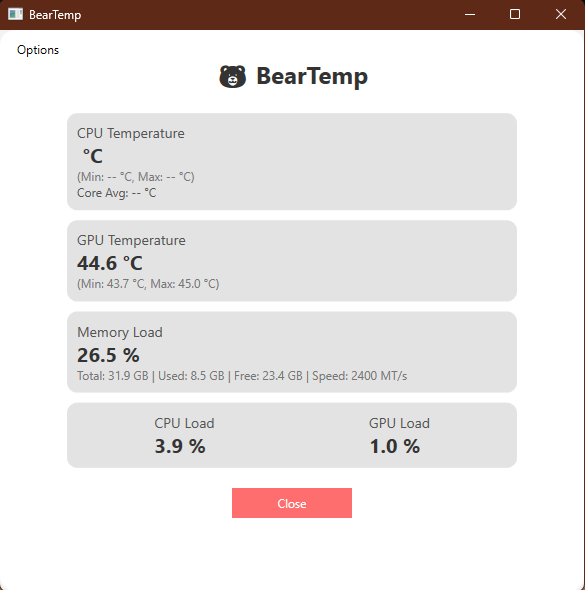 BearTemp
Options
🐻 BearTemp
CPU Temperature
°C
(Min: -- °C, Max: -- °C)
Core Avg: -- °C
GPU Temperature
44.6 °C
(Min: 43.7 °C, Max: 45.0 °C)
Memory Load
26.5 %
Total: 31.9 GB | Used: 8.5 GB | Free: 23.4 GB | Speed: 2400 MT/s
CPU Load GPU Load
3.9 % 1.0 %
Close